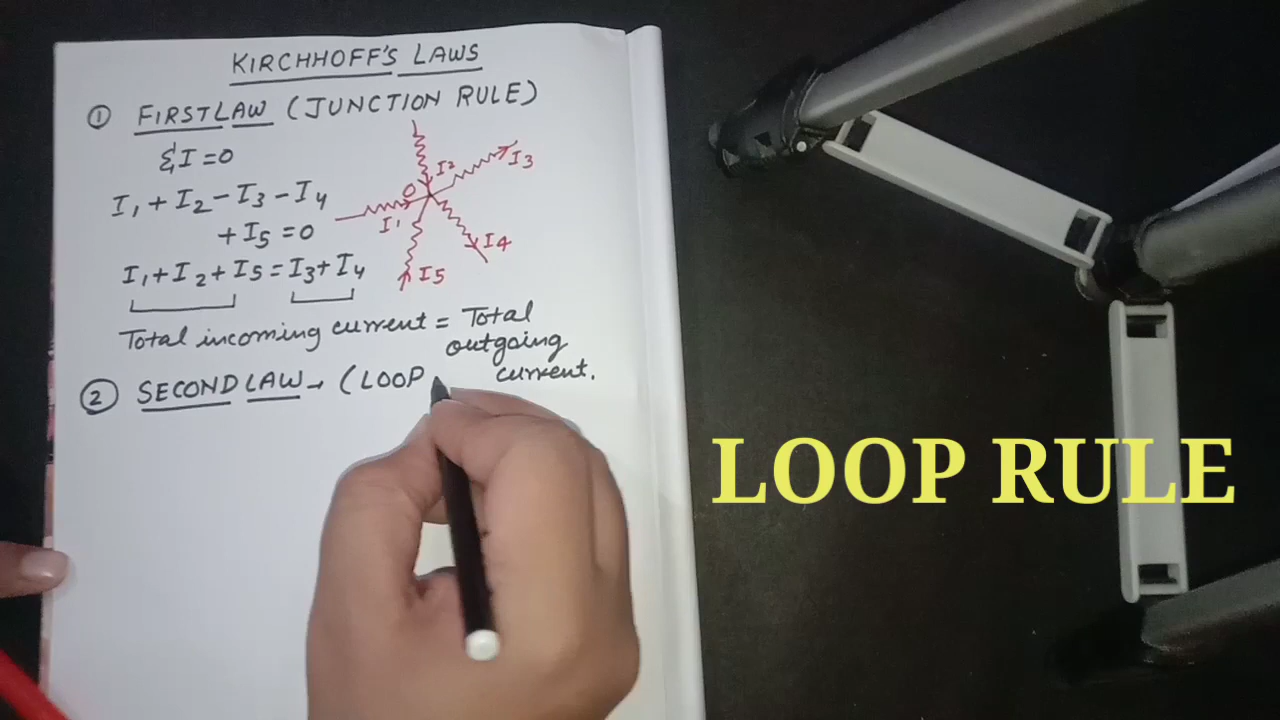 KIRCHHOFF'S LAWS
① FIRST LAW (JUNCTION RULE)
ΣI = 0
I₁ + I₂ - I₃ - I₄
+ I₅ = 0
I₁ + I₂ + I₅ = I₃ + I₄
O
I₁
I₂
I₃
I₄
I₅
Total incoming current = Total
outgoing
current.
② SECOND LAW → (LOOP
LOOP RULE